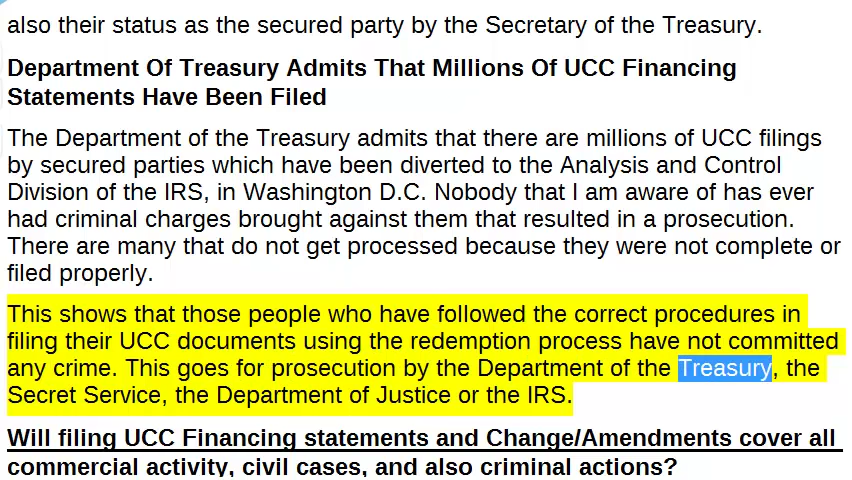 also their status as the secured party by the Secretary of the Treasury.
Department Of Treasury Admits That Millions Of UCC Financing
Statements Have Been Filed
The Department of the Treasury admits that there are millions of UCC filings
by secured parties which have been diverted to the Analysis and Control
Division of the IRS, in Washington D.C. Nobody that I am aware of has ever
had criminal charges brought against them that resulted in a prosecution.
There are many that do not get processed because they were not complete or
filed properly.
This shows that those people who have followed the correct procedures in
filing their UCC documents using the redemption process have not committed
any crime. This goes for prosecution by the Department of the Treasury, the
Secret Service, the Department of Justice or the IRS.
Will filing UCC Financing statements and Change/Amendments cover all
commercial activity, civil cases, and also criminal actions?